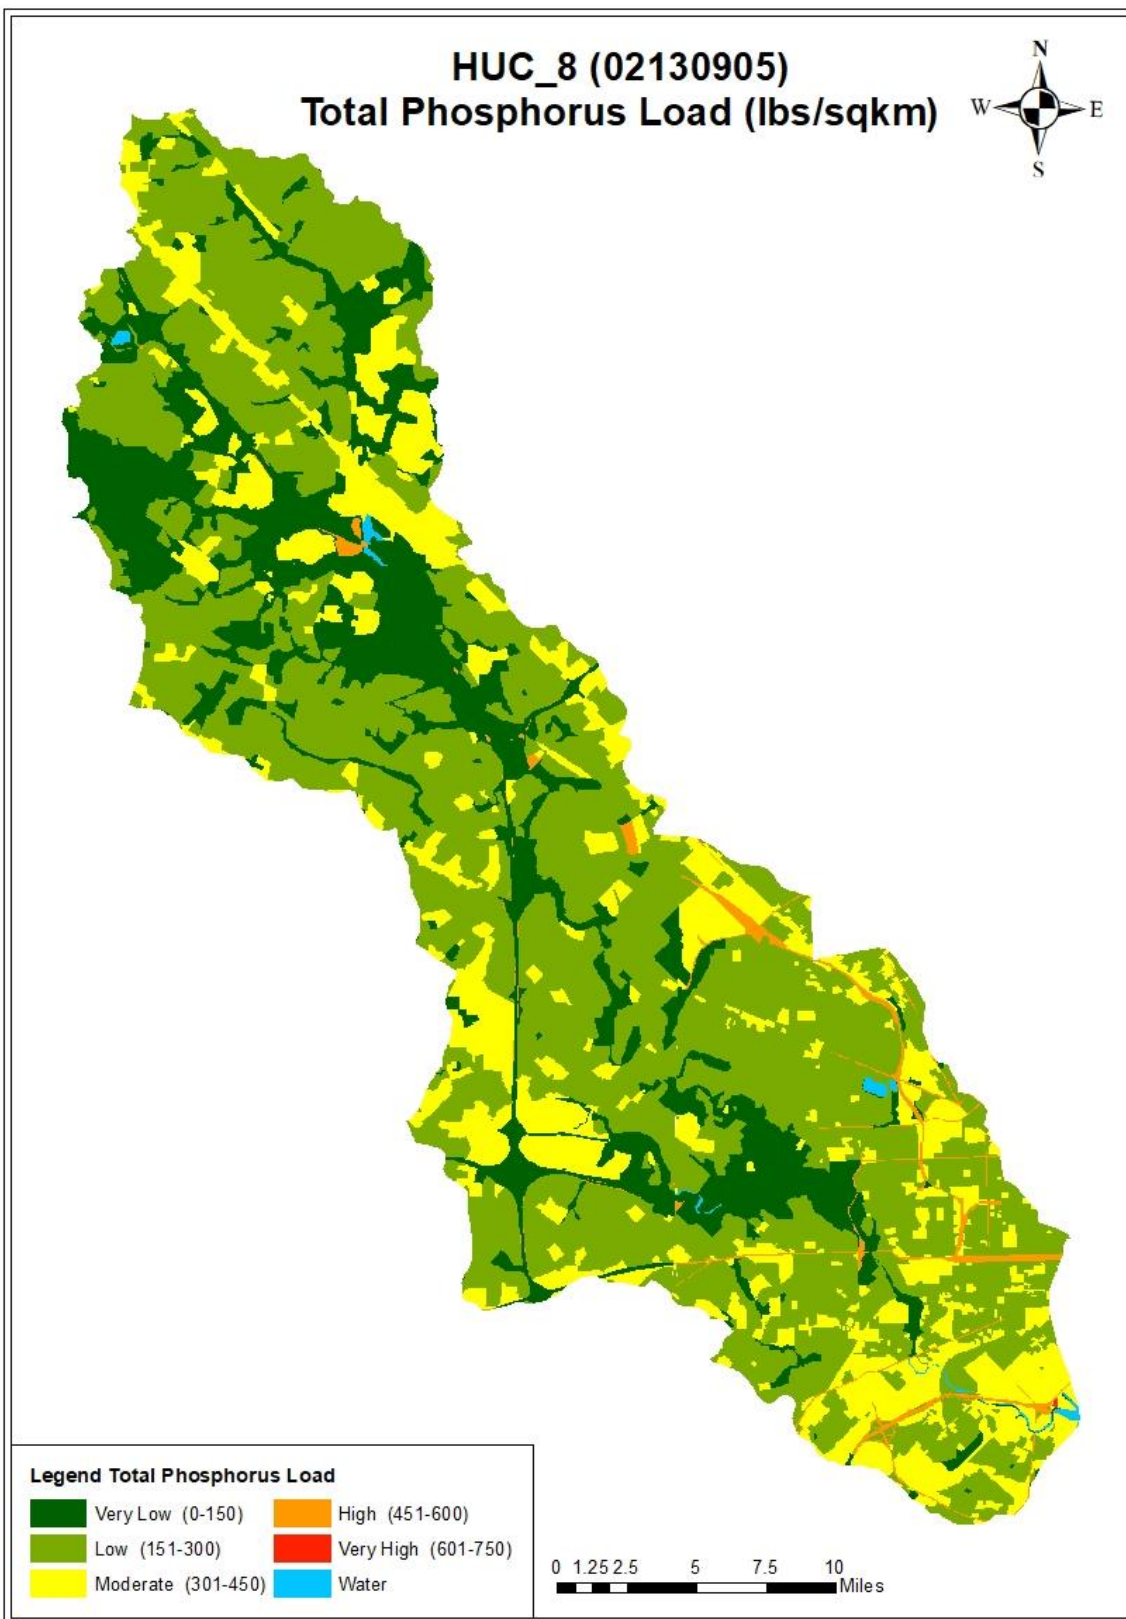 HUC_8 (02130905)
Total Phosphorus Load (lbs/sqkm)
N
W E
S
Legend Total Phosphorus Load
Very Low (0-150) High (451-600)
Low (151-300) Very High (601-750)
Moderate (301-450) Water
0 1.25 2.5 5 7.5 10
Miles